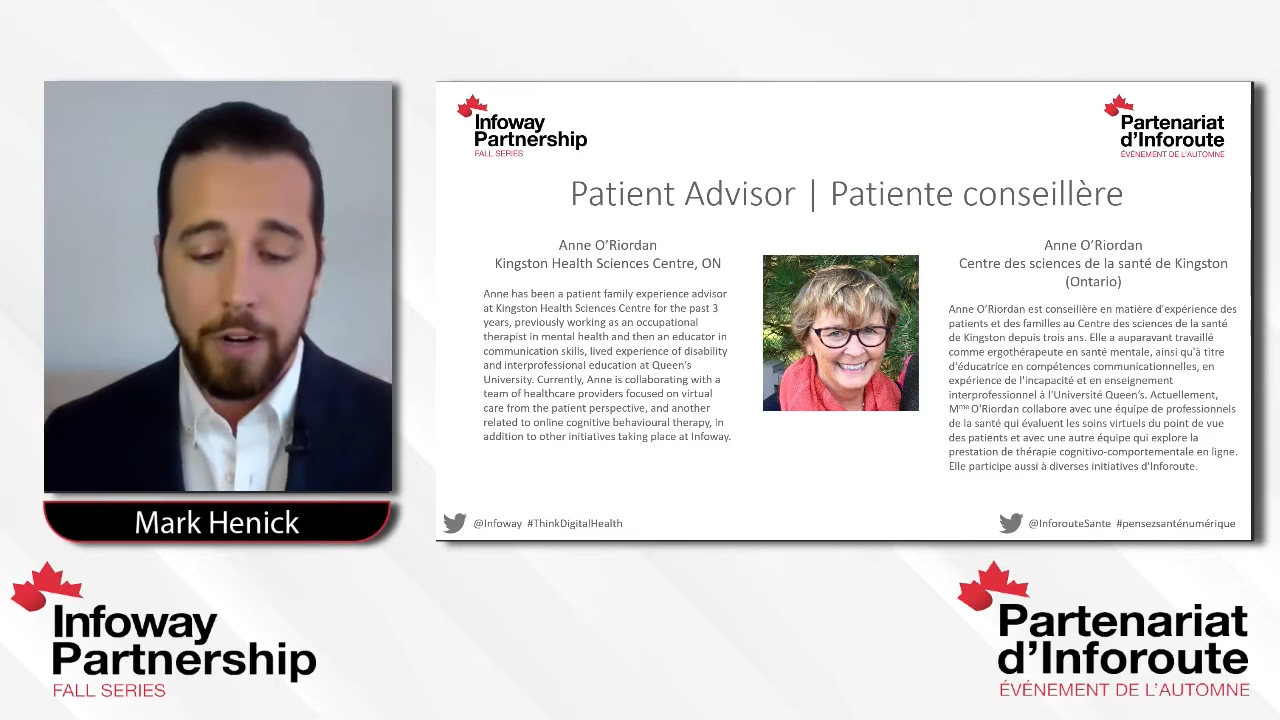 Infoway
Partnership
FALL SERIES
Partenariat
d'Inforoute
ÉVÉNEMENT DE L'AUTOMNE
Patient Advisor | Patiente conseillère
Anne O'Riordan
Kingston Health Sciences Centre, ON
Anne has been a patient family experience advisor
at Kingston Health Sciences Centre for the past 3
years, previously working as an occupational
therapist in mental health and then an educator in
communication skills, lived experience of disability
and interprofessional education at Queen's
University. Currently, Anne is collaborating with a
team of healthcare providers focused on virtual
care from the patient perspective, and another
related to online cognitive behavioural therapy, in
addition to other initiatives taking place at Infoway.
Anne O'Riordan
Centre des sciences de la santé de Kingston
(Ontario)
Anne O'Riordan est conseillère en matière d'expérience des
patients et des familles au Centre des sciences de la santé
de Kingston depuis trois ans. Elle a auparavant travaillé
comme ergothérapeute en santé mentale, ainsi qu'à titre
d'éducatrice en compétences communicationnelles, en
expérience de l'incapacité et en enseignement
interprofessionnel à l'Université Queen's. Actuellement,
Mme O'Riordan collabore avec une équipe de professionnels
de la santé qui évaluent les soins virtuels du point de vue
des patients et avec une autre équipe qui explore la
prestation de thérapie cognitivo-comportementale en ligne.
Elle participe aussi à diverses initiatives d'Inforoute.
@Infoway #ThinkDigitalHealth
@InforouteSante #pensezsanténumérique
Mark Henick
Infoway
Partnership
FALL SERIES
Partenariat
d'Inforoute
ÉVÉNEMENT DE L'AUTOMNE